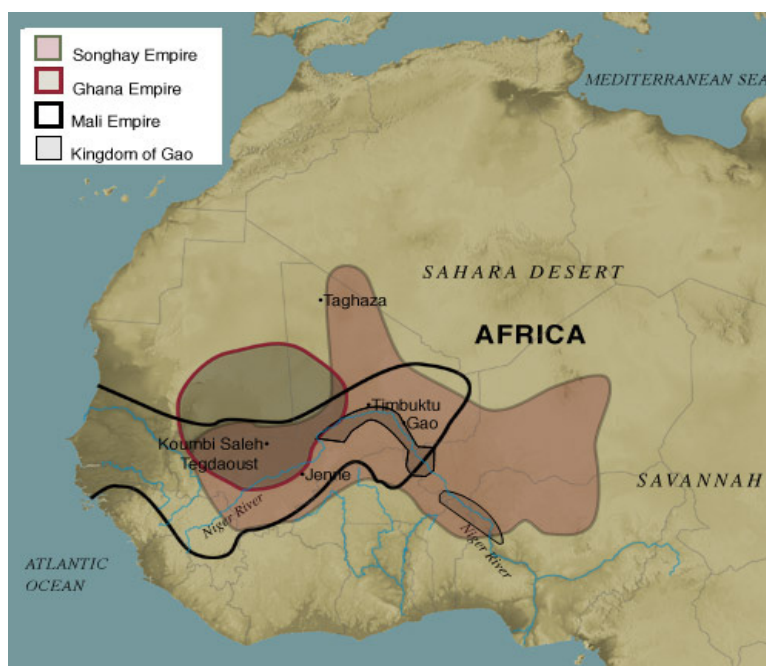 Songhay Empire
Ghana Empire
Mali Empire
Kingdom of Gao
MEDITERRANEAN SEA
SAHARA DESERT
Taghaza
AFRICA
Timbuktu
Gao
Koumbi Saleh
Tegdaoust
Jenne
SAVANNAH
Niger River
Niger River
ATLANTIC
OCEAN